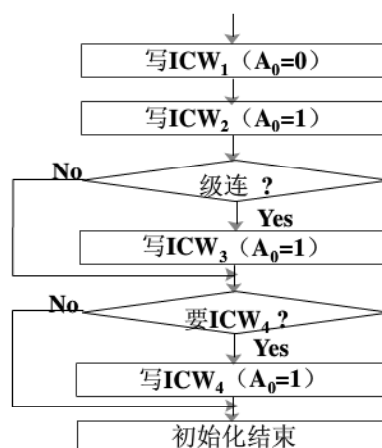 写ICW₁（A₀=0）
写ICW₂（A₀=1）
No
级连 ?
Yes
写ICW₃（A₀=1）
No
要ICW₄ ?
Yes
写ICW₄（A₀=1）
初始化结束